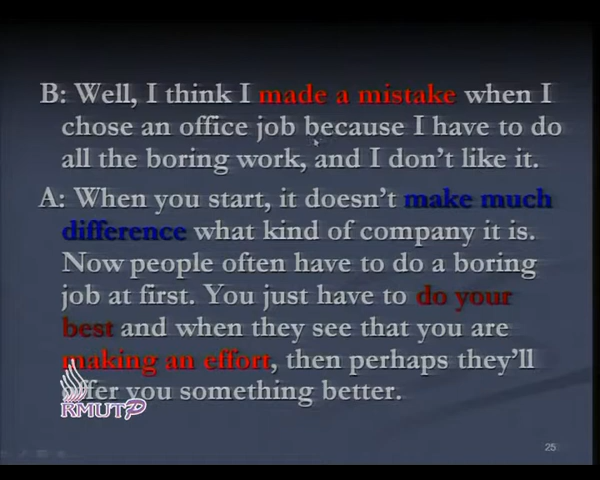 B: Well, I think I made a mistake when I
chose an office job because I have to do
all the boring work, and I don't like it.
A: When you start, it doesn't make much
difference what kind of company it is.
Now people often have to do a boring
job at first. You just have to do your
best and when they see that you are
making an effort, then perhaps they'll
offer you something better.
RMUTP
25